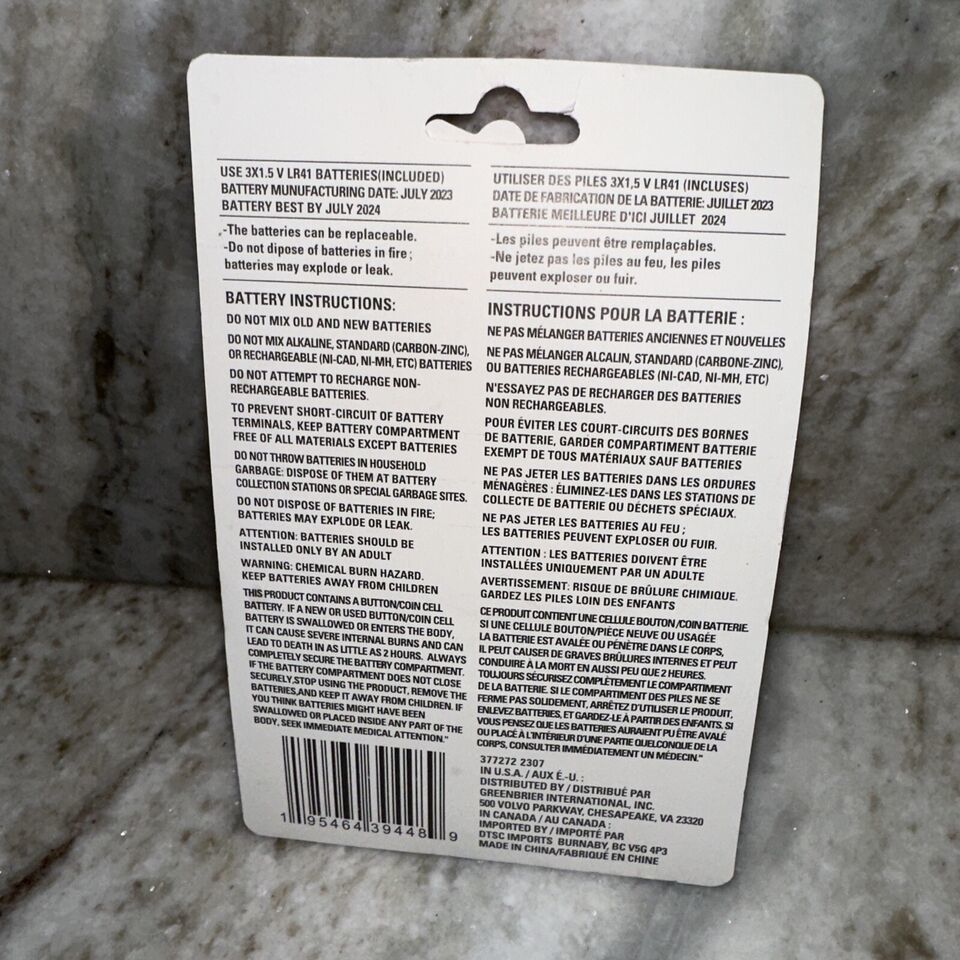 USE 3X1.5 V LR41 BATTERIES(INCLUDED)
BATTERY MUNUFACTURING DATE: JULY 2023
BATTERY BEST BY JULY 2024
-The batteries can be replaceable.
-Do not dipose of batteries in fire;
batteries may explode or leak.
BATTERY INSTRUCTIONS:
DO NOT MIX OLD AND NEW BATTERIES
DO NOT MIX ALKALINE, STANDARD (CARBON-ZINC),
OR RECHARGEABLE (NI-CAD, NI-MH, ETC) BATTERIES
DO NOT ATTEMPT TO RECHARGE NON-
RECHARGEABLE BATTERIES.
TO PREVENT SHORT-CIRCUIT OF BATTERY
TERMINALS, KEEP BATTERY COMPARTMENT
FREE OF ALL MATERIALS EXCEPT BATTERIES
DO NOT THROW BATTERIES IN HOUSEHOLD
GARBAGE: DISPOSE OF THEM AT BATTERY
COLLECTION STATIONS OR SPECIAL GARBAGE SITES.
DO NOT DISPOSE OF BATTERIES IN FIRE;
BATTERIES MAY EXPLODE OR LEAK.
ATTENTION: BATTERIES SHOULD BE
INSTALLED ONLY BY AN ADULT
WARNING: CHEMICAL BURN HAZARD.
KEEP BATTERIES AWAY FROM CHILDREN
THIS PRODUCT CONTAINS A BUTTON/COIN CELL
BATTERY. IF A NEW OR USED BUTTON/COIN CELL
BATTERY IS SWALLOWED OR ENTERS THE BODY,
IT CAN CAUSE SEVERE INTERNAL BURNS AND CAN
LEAD TO DEATH IN AS LITTLE AS 2 HOURS. ALWAYS
COMPLETELY SECURE THE BATTERY COMPARTMENT.
IF THE BATTERY COMPARTMENT DOES NOT CLOSE
SECURELY,STOP USING THE PRODUCT, REMOVE THE
BATTERIES,AND KEEP IT AWAY FROM CHILDREN. IF
YOU THINK BATTERIES MIGHT HAVE BEEN
SWALLOWED OR PLACED INSIDE ANY PART OF THE
BODY, SEEK IMMEDIATE MEDICAL ATTENTION."
1 95464 39448 9
UTILISER DES PILES 3X1,5 V LR41 (INCLUSES)
DATE DE FABRICATION DE LA BATTERIE: JUILLET 2023
BATTERIE MEILLEURE D'ICI JUILLET 2024
-Les piles peuvent être remplaçables.
-Ne jetez pas les piles au feu, les piles
peuvent exploser ou fuir.
INSTRUCTIONS POUR LA BATTERIE :
NE PAS MÉLANGER BATTERIES ANCIENNES ET NOUVELLES
NE PAS MÉLANGER ALCALIN, STANDARD (CARBONE-ZINC),
OU BATTERIES RECHARGEABLES (NI-CAD, NI-MH, ETC)
N'ESSAYEZ PAS DE RECHARGER DES BATTERIES
NON RECHARGEABLES.
POUR ÉVITER LES COURT-CIRCUITS DES BORNES
DE BATTERIE, GARDER COMPARTIMENT BATTERIE
EXEMPT DE TOUS MATÉRIAUX SAUF BATTERIES
NE PAS JETER LES BATTERIES DANS LES ORDURES
MÉNAGÈRES : ÉLIMINEZ-LES DANS LES STATIONS DE
COLLECTE DE BATTERIE OU DÉCHETS SPÉCIAUX.
NE PAS JETER LES BATTERIES AU FEU ;
LES BATTERIES PEUVENT EXPLOSER OU FUIR.
ATTENTION : LES BATTERIES DOIVENT ÊTRE
INSTALLÉES UNIQUEMENT PAR UN ADULTE
AVERTISSEMENT: RISQUE DE BRÛLURE CHIMIQUE.
GARDEZ LES PILES LOIN DES ENFANTS
CE PRODUIT CONTIENT UNE CELLULE BOUTON /COIN BATTERIE.
SI UNE CELLULE BOUTON/PIÈCE NEUVE OU USAGÉE
LA BATTERIE EST AVALÉE OU PÉNÈTRE DANS LE CORPS,
IL PEUT CAUSER DE GRAVES BRÛLURES INTERNES ET PEUT
CONDUIRE À LA MORT EN AUSSI PEU QUE 2 HEURES.
TOUJOURS SÉCURISEZ COMPLÈTEMENT LE COMPARTIMENT
DE LA BATTERIE. SI LE COMPARTIMENT DES PILES NE SE
FERME PAS SOLIDEMENT, ARRÊTEZ D'UTILISER LE PRODUIT,
ENLEVEZ BATTERIES, ET GARDEZ-LE À PARTIR DES ENFANTS. SI
VOUS PENSEZ QUE LES BATTERIES AURAIENT PU ÊTRE AVALÉ
OU PLACÉ À L'INTÉRIEUR D'UNE PARTIE QUELCONQUE DE LA
CORPS, CONSULTER IMMÉDIATEMENT UN MÉDECIN."
377272 2307
IN U.S.A. / AUX É.-U. :
DISTRIBUTED BY / DISTRIBUÉ PAR
GREENBRIER INTERNATIONAL, INC.
500 VOLVO PARKWAY, CHESAPEAKE, VA 23320
IN CANADA / AU CANADA :
IMPORTED BY / IMPORTÉ PAR
DTSC IMPORTS BURNABY, BC V5G 4P3
MADE IN CHINA/FABRIQUÉ EN CHINE